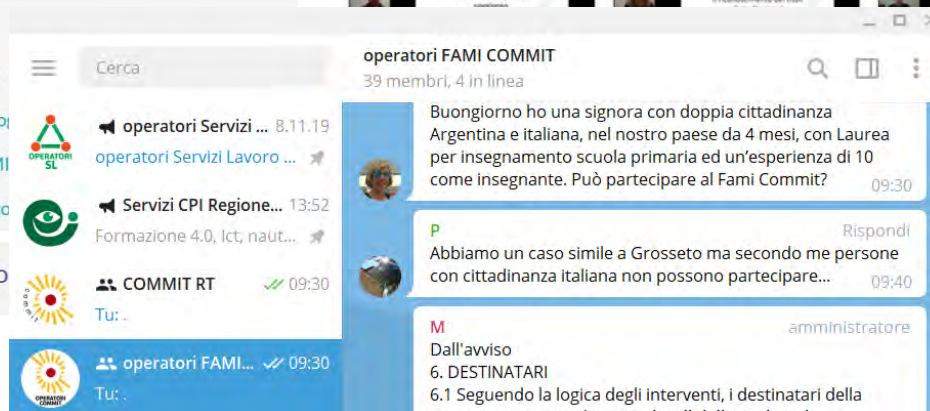 Cerca
operatori FAMI COMMIT
39 membri, 4 in linea
operatori Servizi ... 8.11.19
operatori Servizi Lavoro ...
OPERATORI
SL
Servizi CPI Regione... 13:52
Formazione 4.0, Ict, naut...
COMMIT RT 09:30
Tu: .
commit
operatori FAMI... 09:30
Tu: .
OPERATORI
COMMIT
Buongiorno ho una signora con doppia cittadinanza
Argentina e italiana, nel nostro paese da 4 mesi, con Laurea
per insegnamento scuola primaria ed un'esperienza di 10
come insegnante. Può partecipare al Fami Commit? 09:30
P Rispondi
Abbiamo un caso simile a Grosseto ma secondo me persone
con cittadinanza italiana non possono partecipare... 09:40
M amministratore
Dall'avviso
6. DESTINATARI
6.1 Seguendo la logica degli interventi, i destinatari della